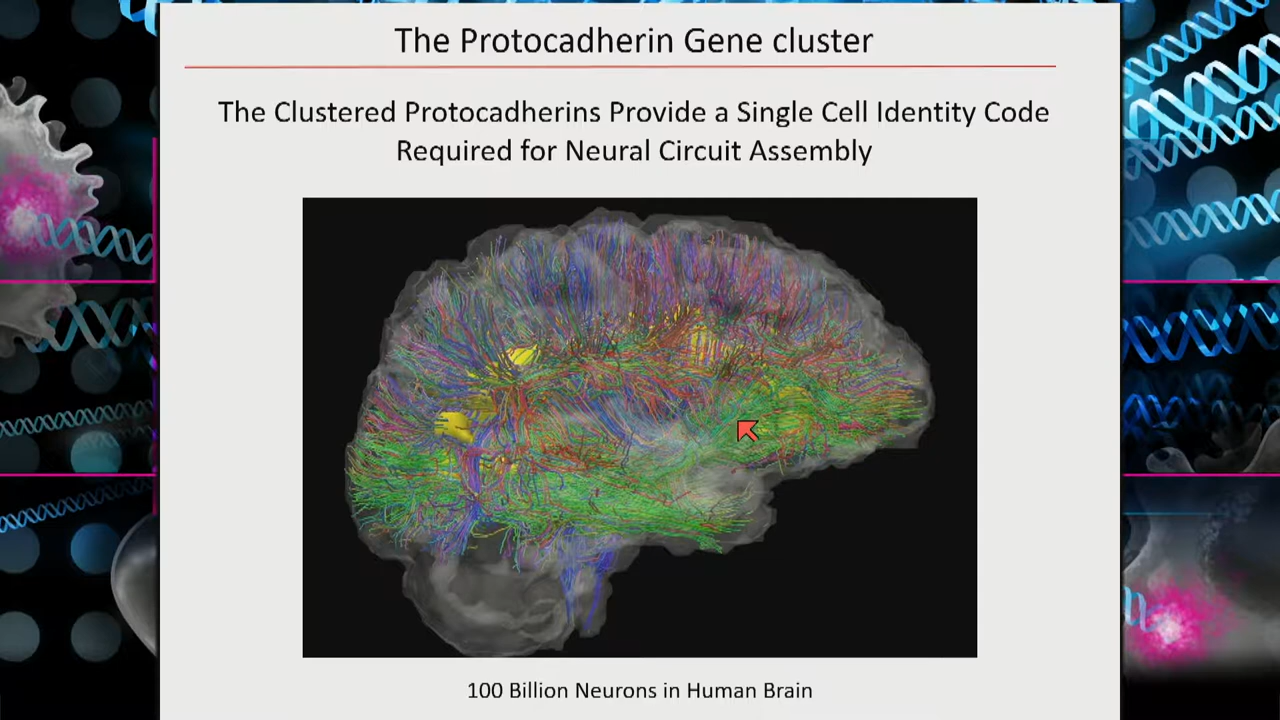 The Protocadherin Gene cluster
The Clustered Protocadherins Provide a Single Cell Identity Code
Required for Neural Circuit Assembly
100 Billion Neurons in Human Brain